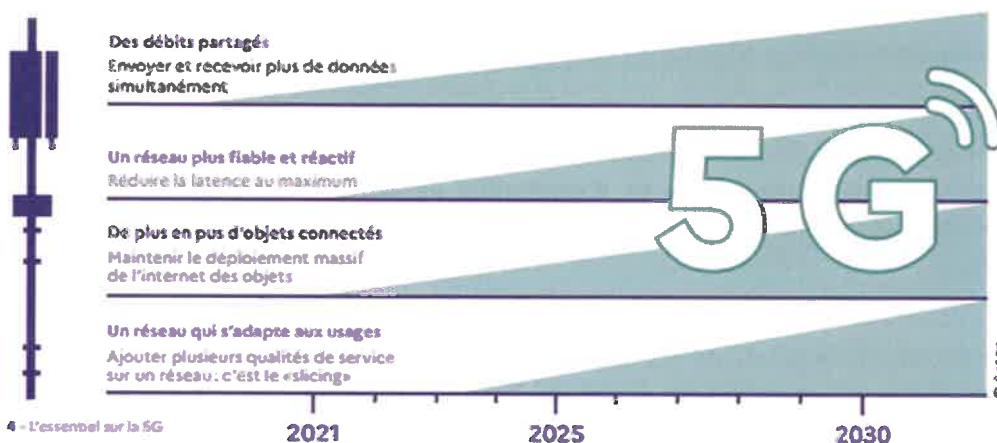 Des débits partagés
Envoyer et recevoir plus de données
simultanément
Un réseau plus fiable et réactif
Réduire la latence au maximum
5G
De plus en pus d'objets connectés
Maintenir le déploiement massif
de l'internet des objets
Un réseau qui s'adapte aux usages
Ajouter plusieurs qualités de service
sur un réseau : c'est le «slicing»
4 - L'essentiel sur la 5G
2021
2025
2030